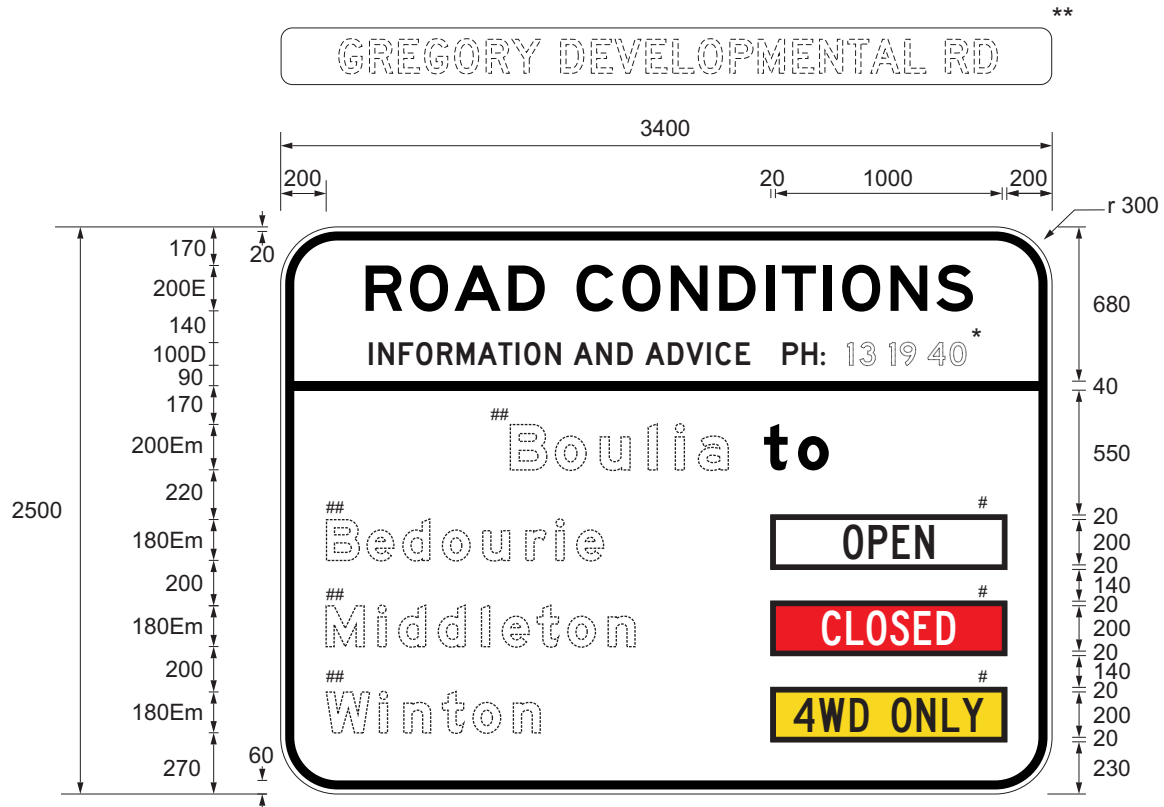 **
GREGORY DEVELOPMENTAL RD
3400
200
20
1000
200
r 300
170
20
ROAD CONDITIONS
200E
680
140
INFORMATION AND ADVICE PH: 13 19 40*
100D
90
40
170
##Boulia to
200Em
550
220
2500
##
#
20
180Em
Bedourie
OPEN
200
20
200
140
##
#
20
180Em
Middleton
CLOSED
200
20
200
140
##
#
20
180Em
Winton
4WD ONLY
200
20
60
270
230